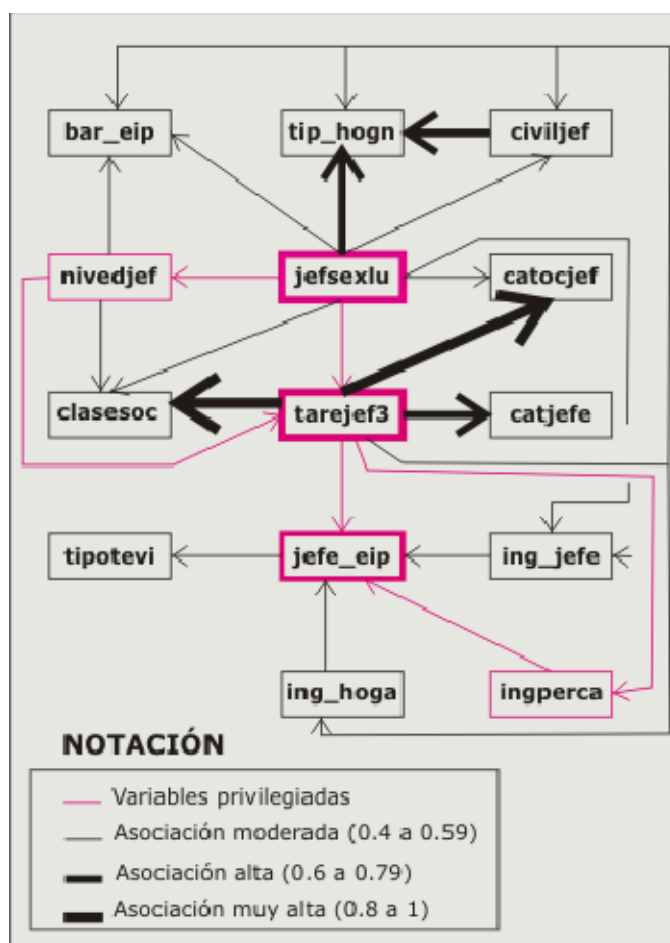 bar_eip tip_hogn civiljef
nivedjef jefsexlu catocjef
clasesoc tarejef3 catjefe
tipotevi jefe_eip ing_jefe
ing_hoga ingperca
NOTACIÓN
Variables privilegiadas
Asociación moderada (0.4 a 0.59)
Asociación alta (0.6 a 0.79)
Asociación muy alta (0.8 a 1)